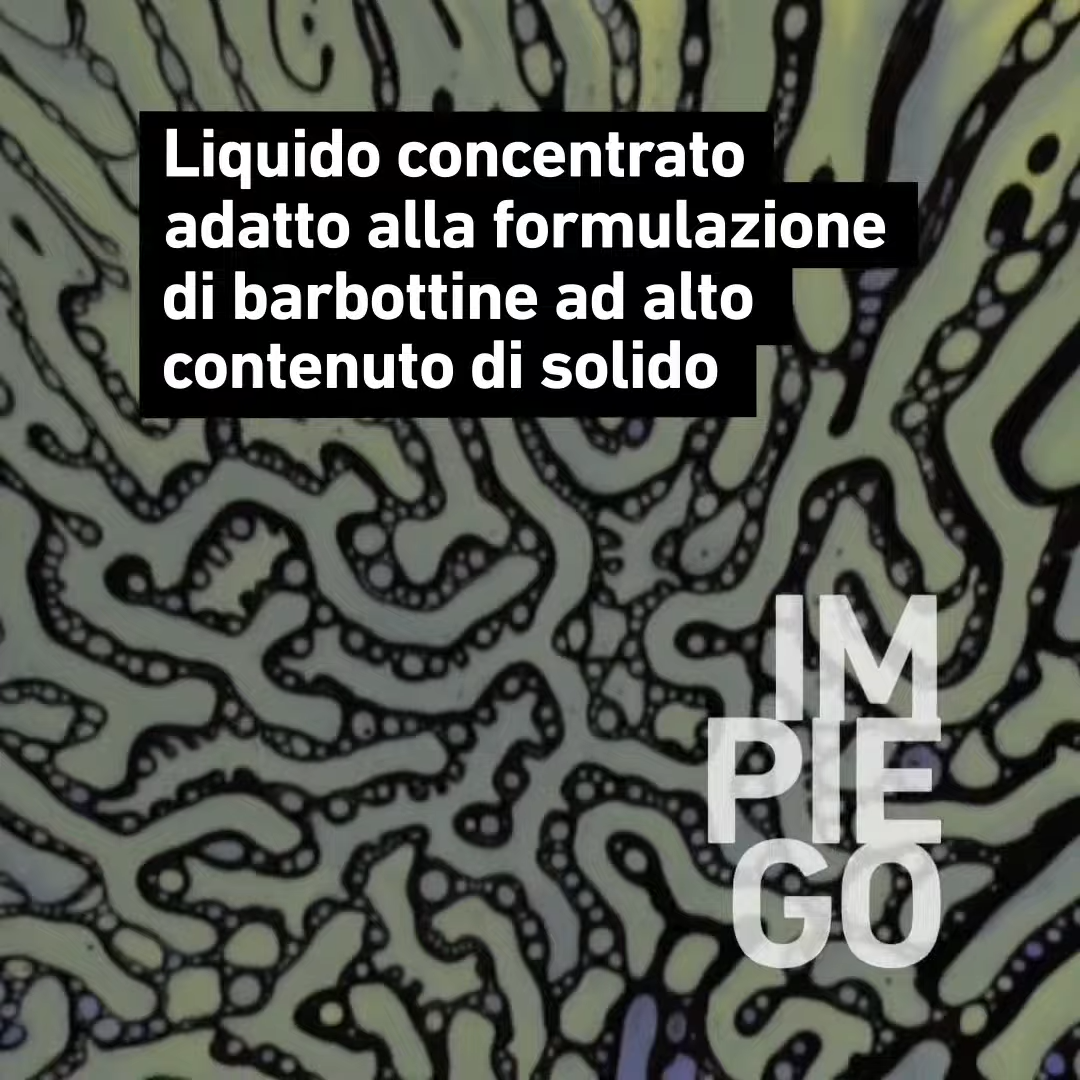 Liquido concentrato
adatto alla formulazione
di barbottine ad alto
contenuto di solido
IM
PIE
GO